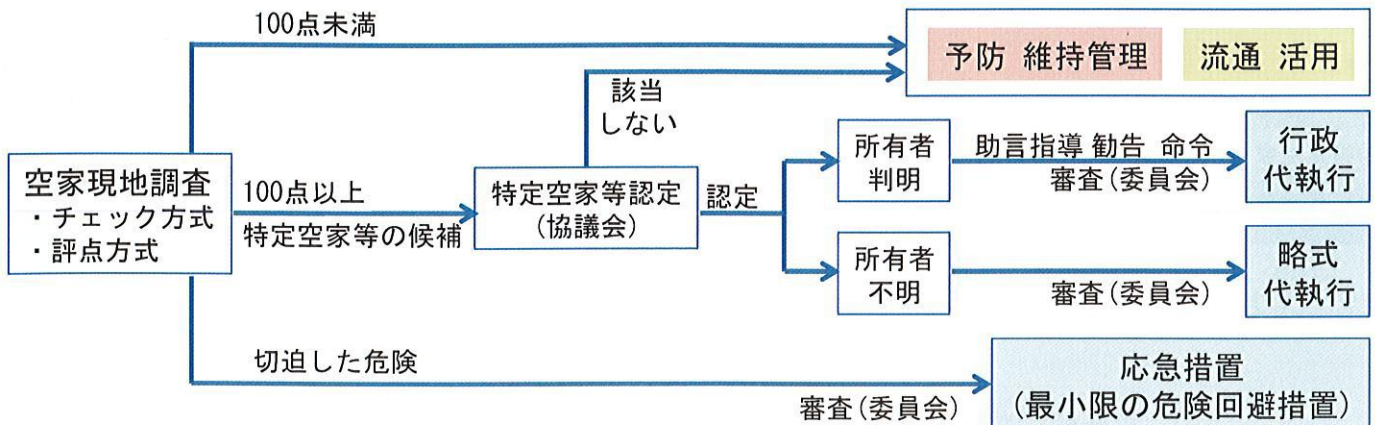 100点未満
予防 維持管理
流通 活用
該当
しない
空家現地調査
・チェック方式
・評点方式
100点以上
特定空家等の候補
特定空家等認定
(協議会)
認定
所有者
判明
助言指導 勧告 命令
審査(委員会)
行政
代執行
所有者
不明
審査(委員会)
略式
代執行
切迫した危険
審査(委員会)
応急措置
(最小限の危険回避措置)